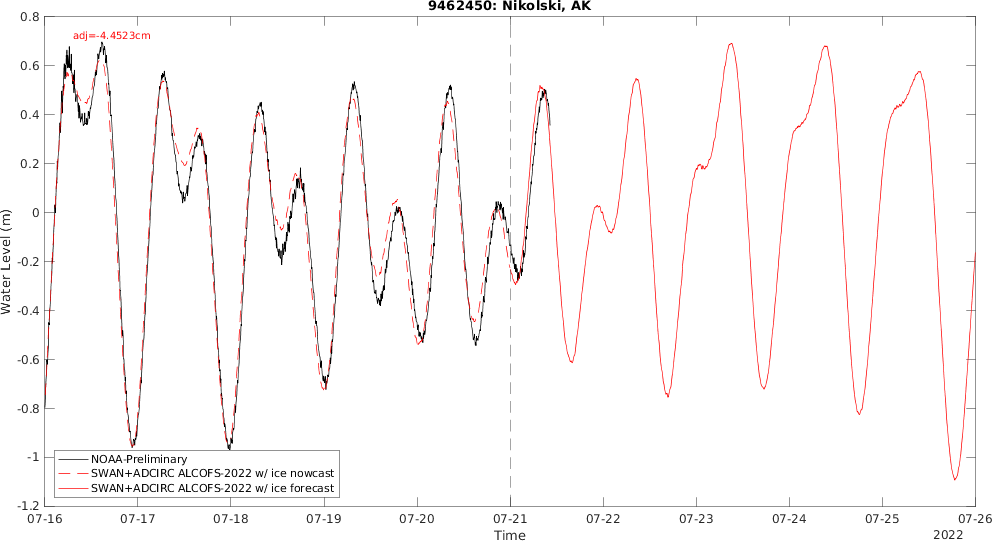 9462450: Nikolski, AK
adj=-4.4523cm
Water Level (m)
0.8
0.6
0.4
0.2
0
-0.2
-0.4
-0.6
-0.8
-1
-1.2
NOAA-Preliminary
SWAN+ADCIRC ALCOFS-2022 w/ ice nowcast
SWAN+ADCIRC ALCOFS-2022 w/ ice forecast
07-16 07-17 07-18 07-19 07-20 07-21 07-22 07-23 07-24 07-25 07-26
Time
2022